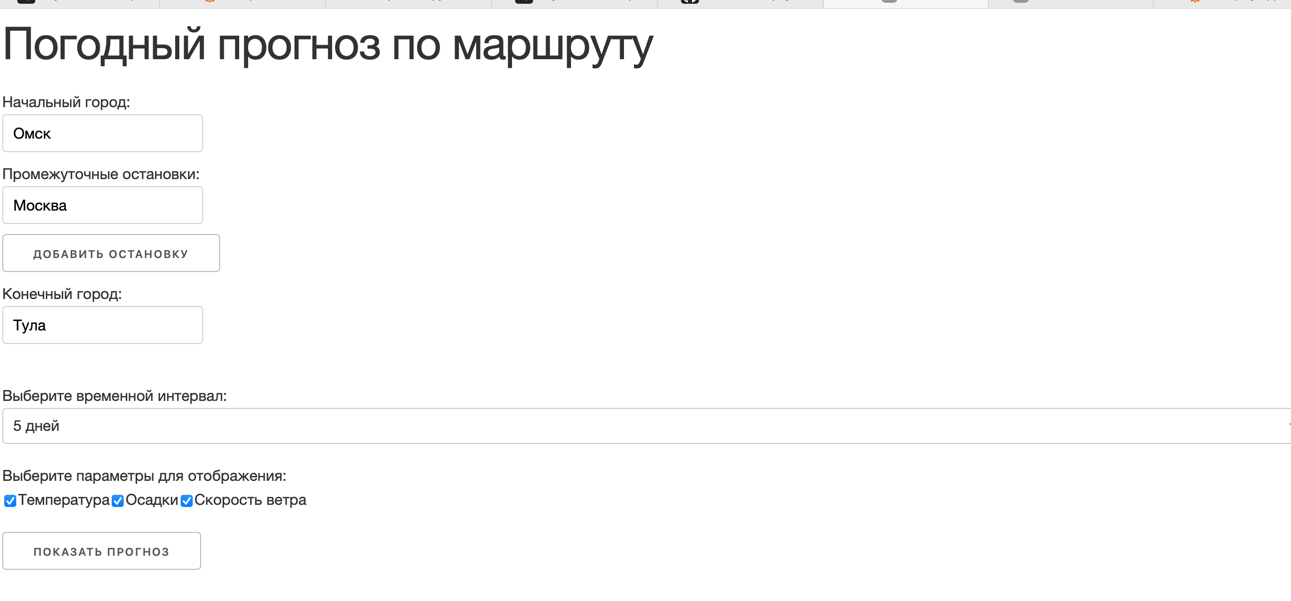 Погодный прогноз по маршруту
Начальный город:
Омск
Промежуточные остановки:
Москва
ДОБАВИТЬ ОСТАНОВКУ
Конечный город:
Тула
Выберите временной интервал:
5 дней
Выберите параметры для отображения:
Температура Осадки Скорость ветра
ПОКАЗАТЬ ПРОГНОЗ